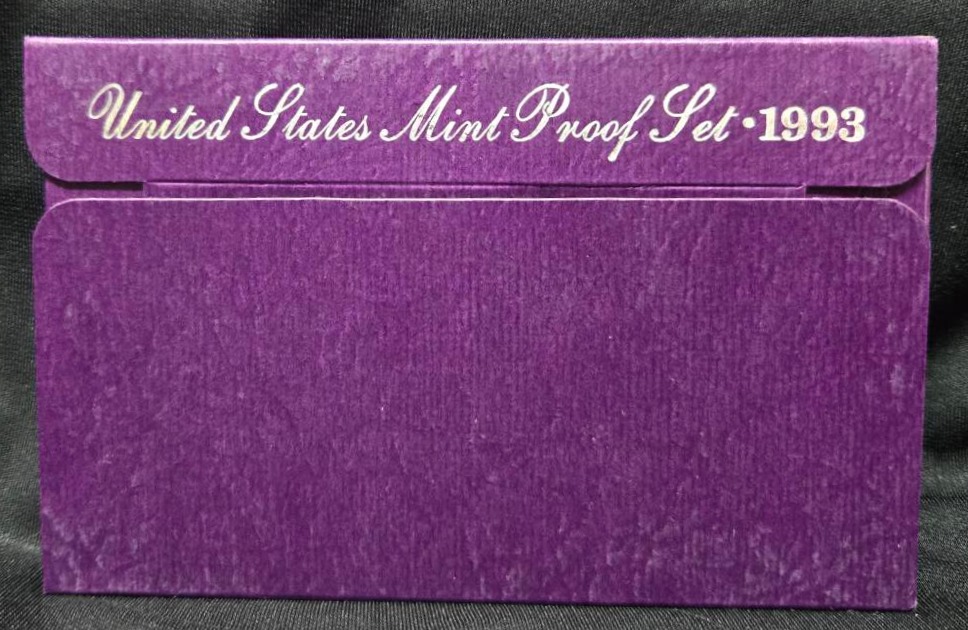 United States Mint Proof Set • 1993